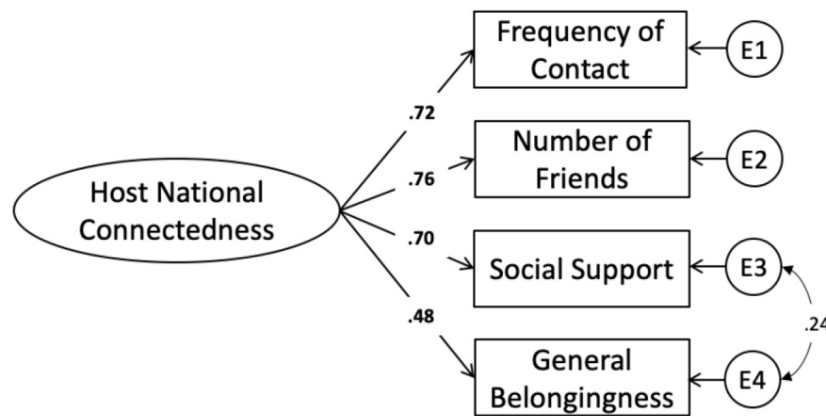 Frequency of
Contact
E1
.72
Number of
Friends
E2
.76
Host National
Connectedness
.70
Social Support
E3
.48
.24
General
Belongingness
E4